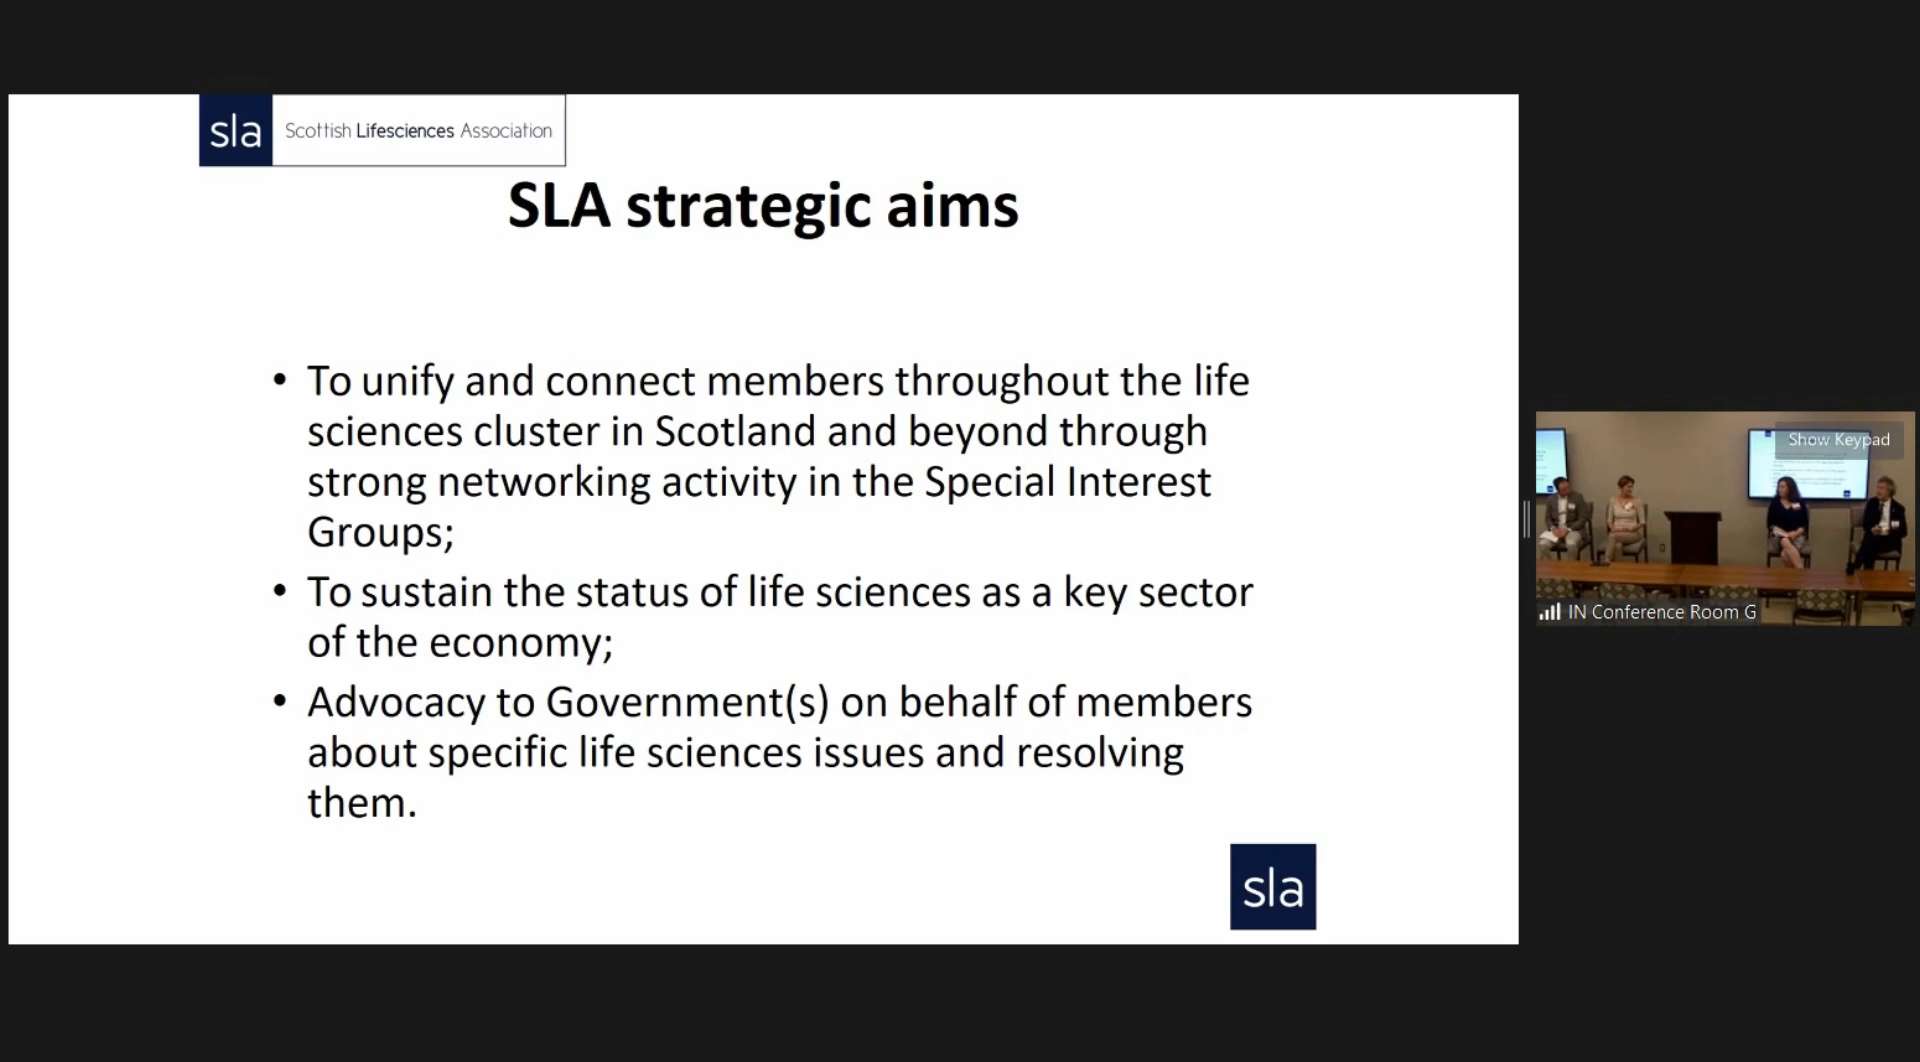 sla Scottish Lifesciences Association
SLA strategic aims
• To unify and connect members throughout the life
sciences cluster in Scotland and beyond through
strong networking activity in the Special Interest
Groups;
• To sustain the status of life sciences as a key sector
of the economy;
• Advocacy to Government(s) on behalf of members
about specific life sciences issues and resolving
them.
sla
Show Keypad
IN Conference Room G